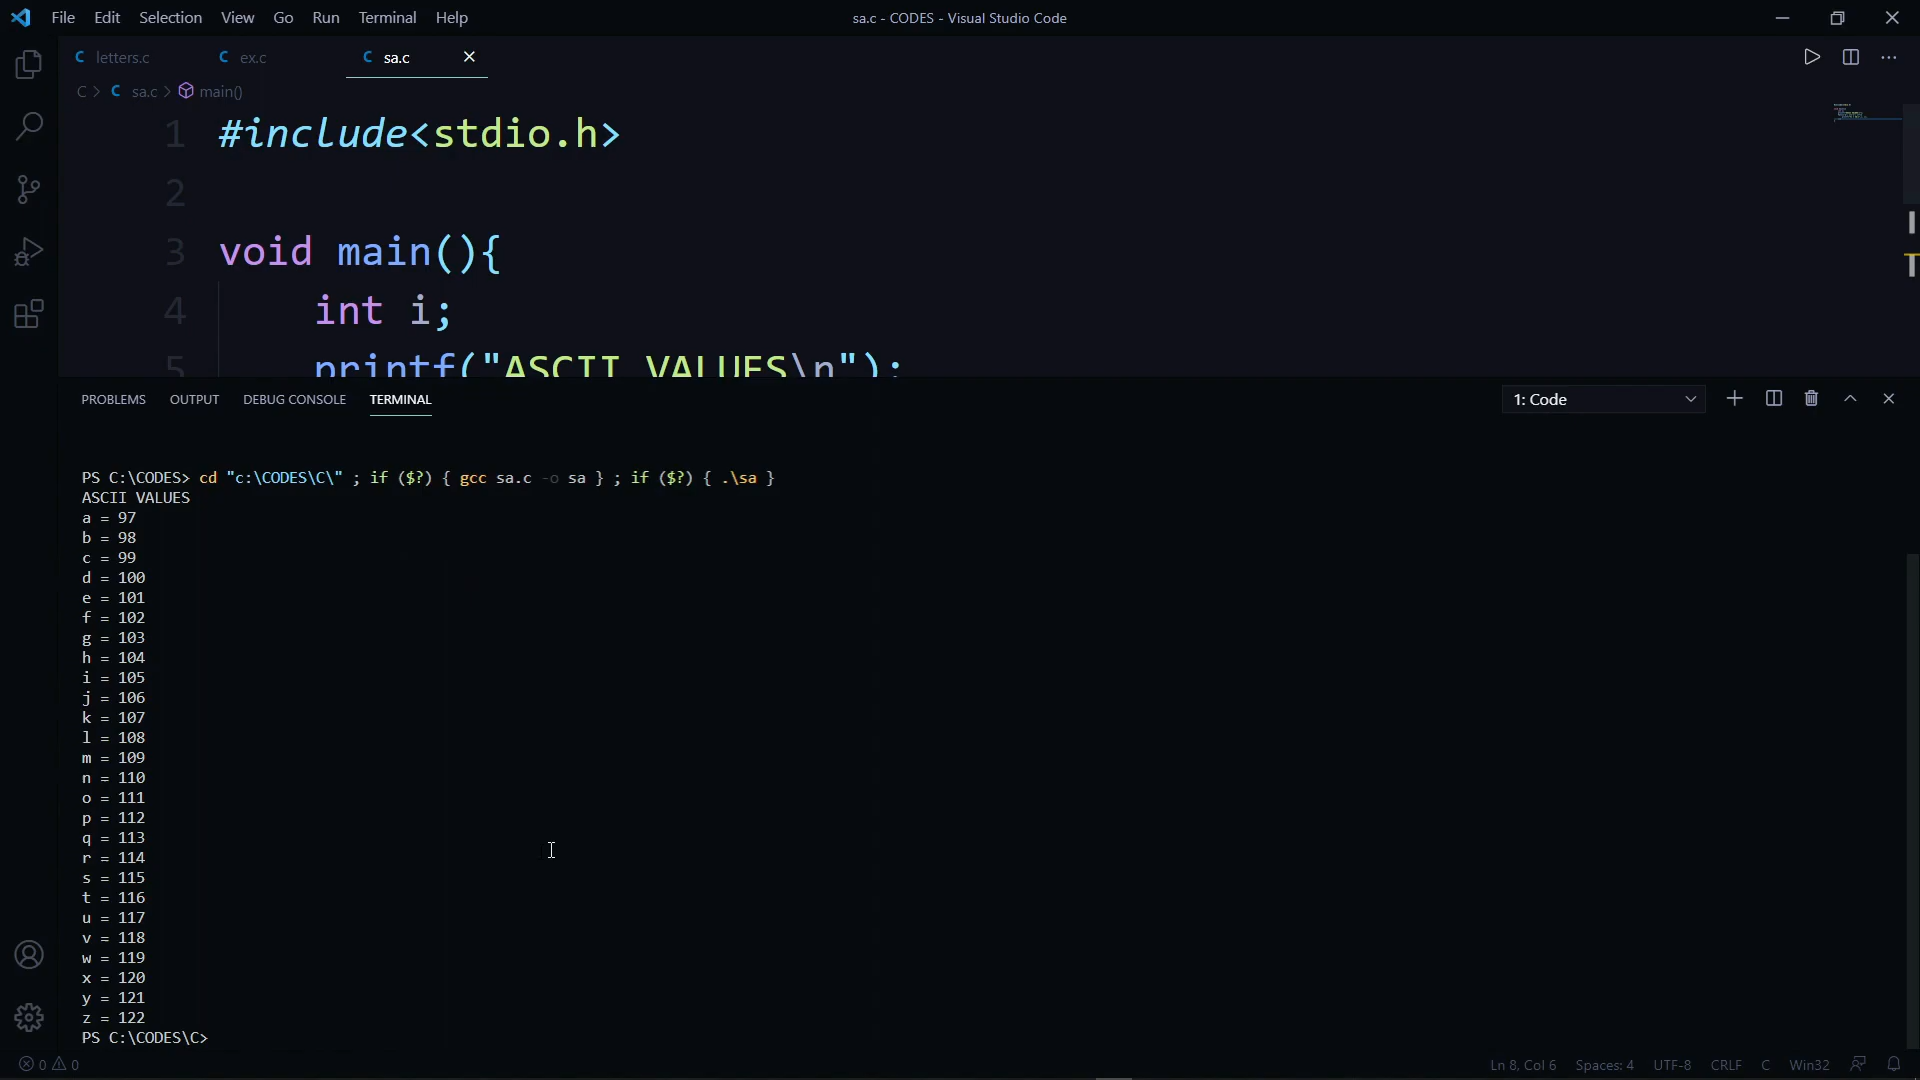 File Edit Selection View Go Run Terminal Help
sa.c - CODES - Visual Studio Code
C letters.c
C ex.c
C sa.c
C > C sa.c > main()
1 #include<stdio.h>
2
3 void main(){
4 int i;
5 printf("ASCII VALUES\n");
PROBLEMS OUTPUT DEBUG CONSOLE TERMINAL
1: Code
PS C:\CODES> cd "c:\CODES\C\" ; if ($?) { gcc sa.c -o sa } ; if ($?) { .\sa }
ASCII VALUES
a = 97
b = 98
c = 99
d = 100
e = 101
f = 102
g = 103
h = 104
i = 105
j = 106
k = 107
l = 108
m = 109
n = 110
o = 111
p = 112
q = 113
r = 114
s = 115
t = 116
u = 117
v = 118
w = 119
x = 120
y = 121
z = 122
PS C:\CODES\C>
0 0
Ln 8, Col 6 Spaces: 4 UTF-8 CRLF C Win32